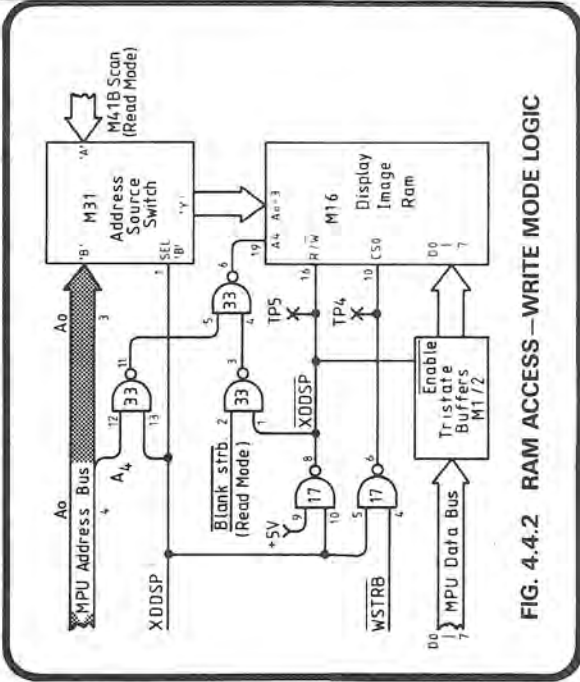 Ao Ao
MPU Address Bus
4 3
A4
XDDSP
M41B Scan
(Read Mode)
'B' 'A'
M31
Address
Source
Switch
1 SEL
'B' 'Y'
12
13
33
11
5
4
33
6
Blank strb.
(Read Mode)
2
1
33
3
XDDSP
+5V
9
10
17
8
WSTRB
5
4
17
6
TP5
TP4
19 A4 Ao-3
M16
16 R/W
Display
Image
Ram
10 CS0
D0
7
Enable
Tristate
Buffers
M1/2
D0
7
MPU Data Bus
FIG. 4.4.2 RAM ACCESS–WRITE MODE LOGIC